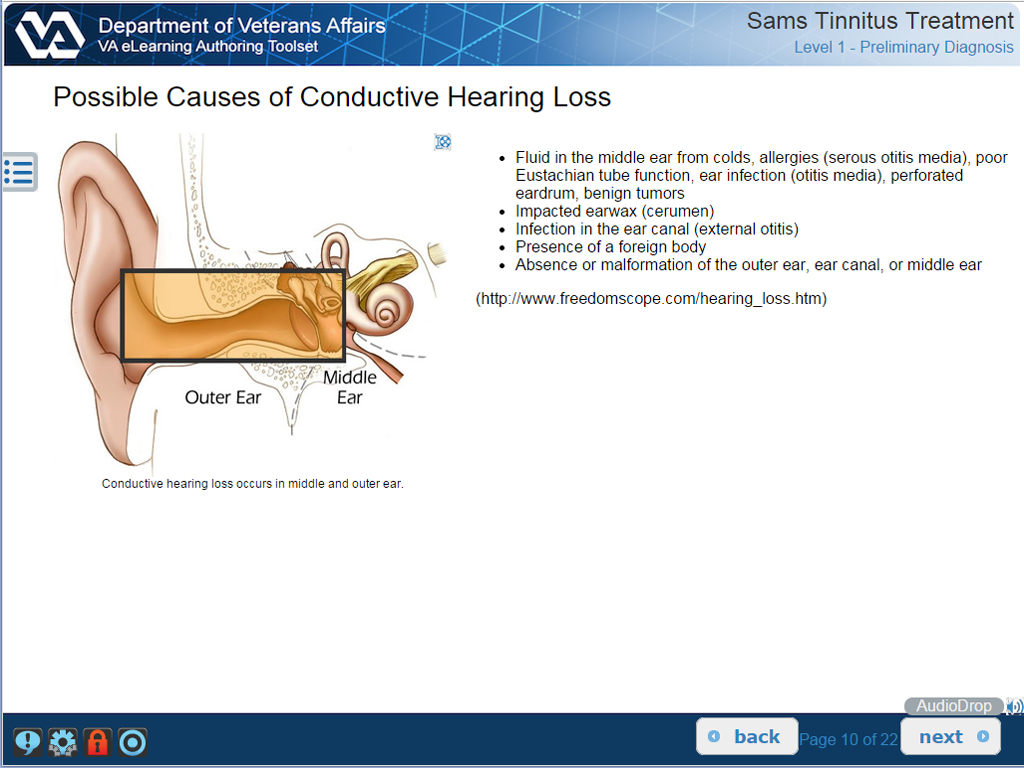 VA
Department of Veterans Affairs
VA eLearning Authoring Toolset
Sams Tinnitus Treatment
Level 1 - Preliminary Diagnosis
Possible Causes of Conductive Hearing Loss
• Fluid in the middle ear from colds, allergies (serous otitis media), poor
Eustachian tube function, ear infection (otitis media), perforated
eardrum, benign tumors
• Impacted earwax (cerumen)
• Infection in the ear canal (external otitis)
• Presence of a foreign body
• Absence or malformation of the outer ear, ear canal, or middle ear
(http://www.freedomscope.com/hearing_loss.htm)
Outer Ear
Middle
Ear
Conductive hearing loss occurs in middle and outer ear.
AudioDrop
back
Page 10 of 22
next